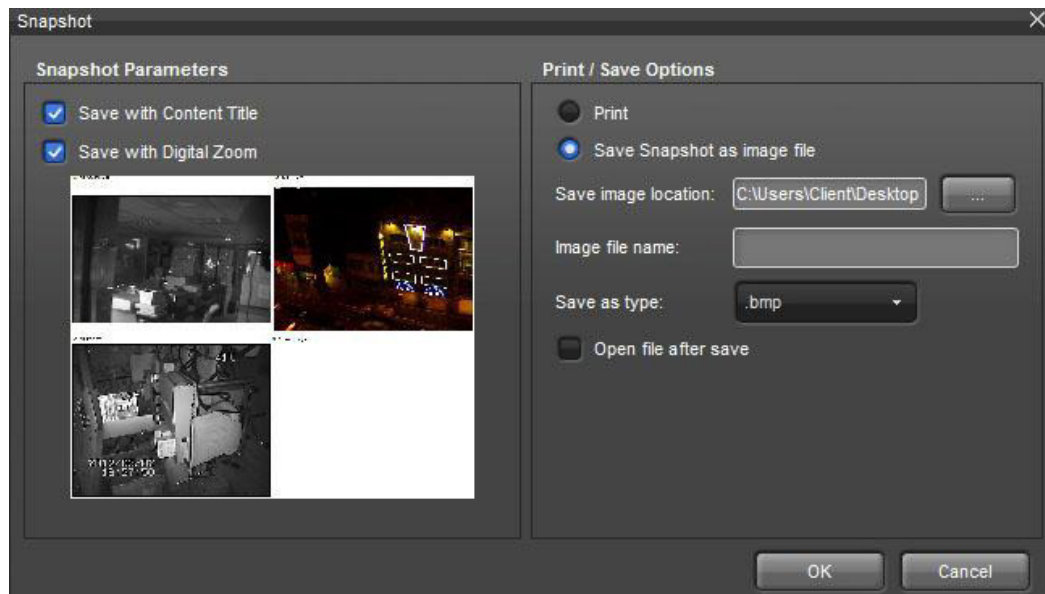 Snapshot
Snapshot Parameters
Save with Content Title
Save with Digital Zoom
Print / Save Options
Print
Save Snapshot as image file
Save image location: C:\Users\Client\Desktop ...
Image file name:
Save as type: .bmp
Open file after save
OK Cancel